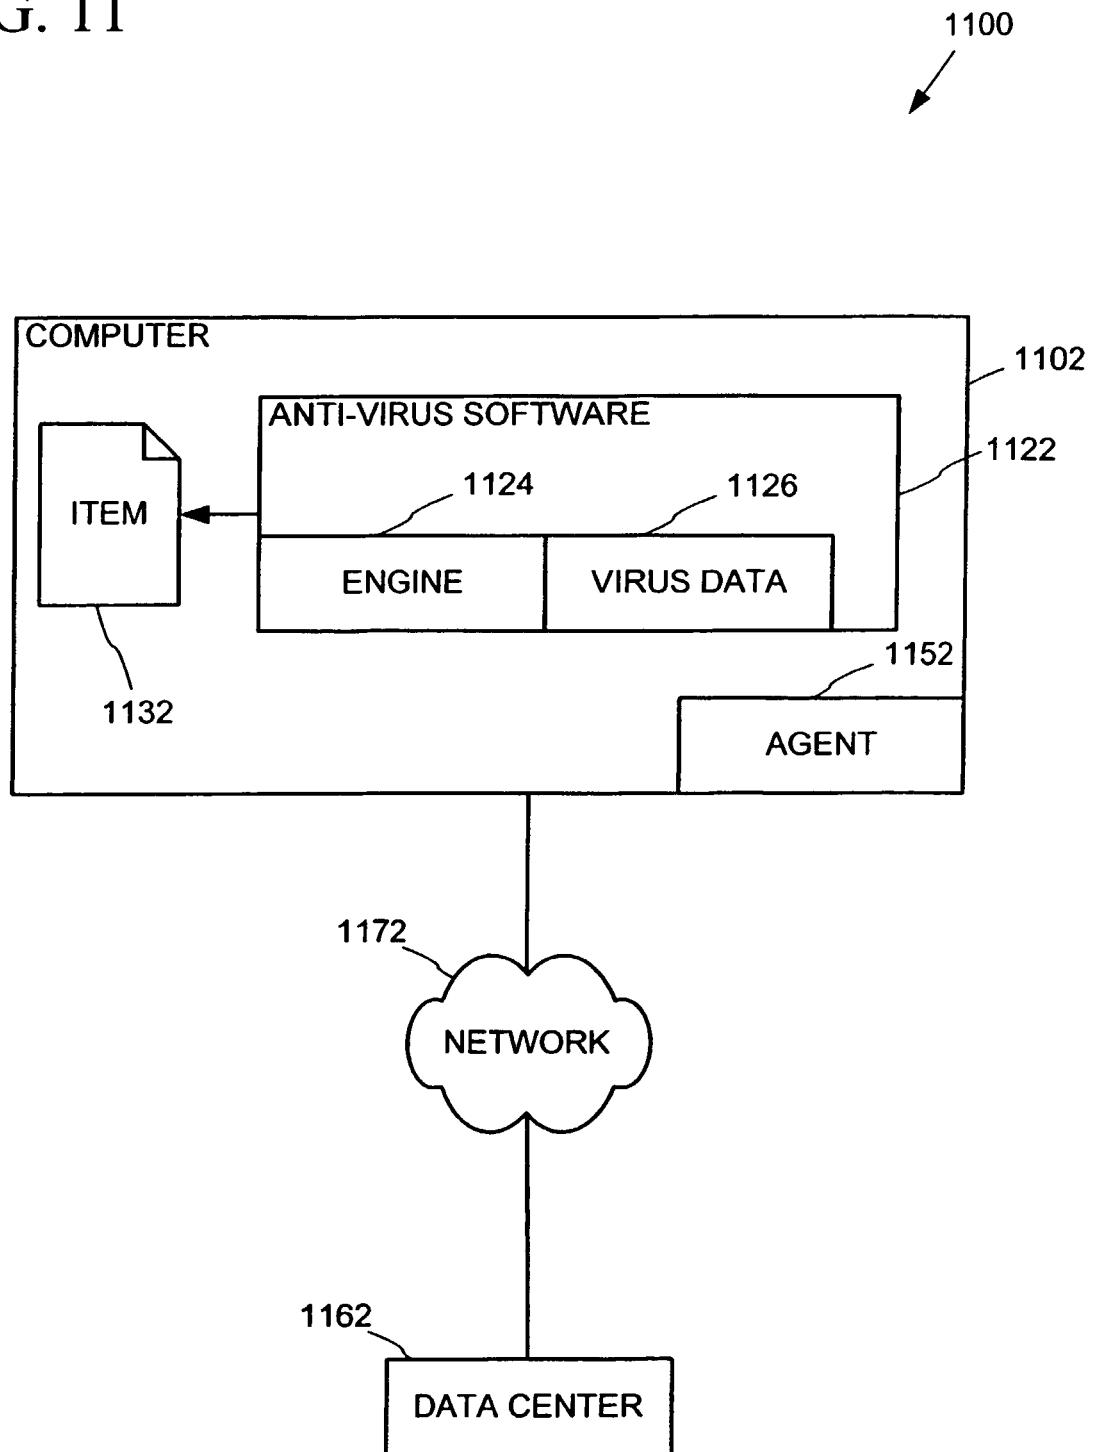 G. 11
1100
COMPUTER
1102
ANTI-VIRUS SOFTWARE
1122
1124
1126
ITEM
ENGINE
VIRUS DATA
1132
1152
AGENT
1172
NETWORK
1162
DATA CENTER